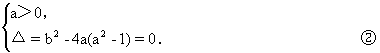 a＞0，
△＝b²-4a(a²-1)＝0． ②